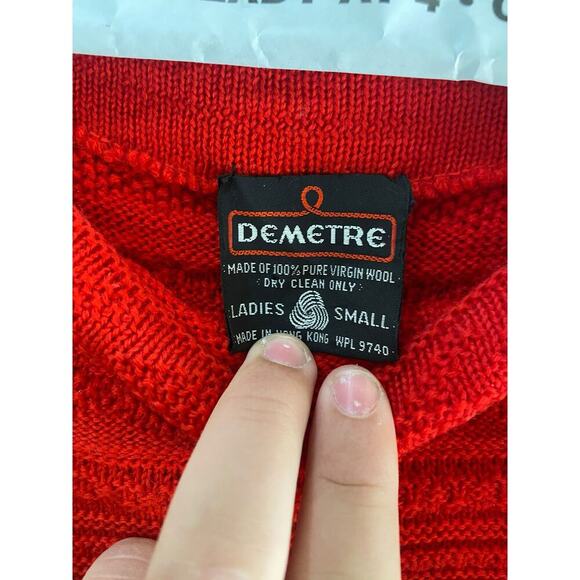 DEMETRE
MADE OF 100% PURE VIRGIN WOOL
DRY CLEAN ONLY
LADIES SMALL
MADE IN HONG KONG WPL 9740